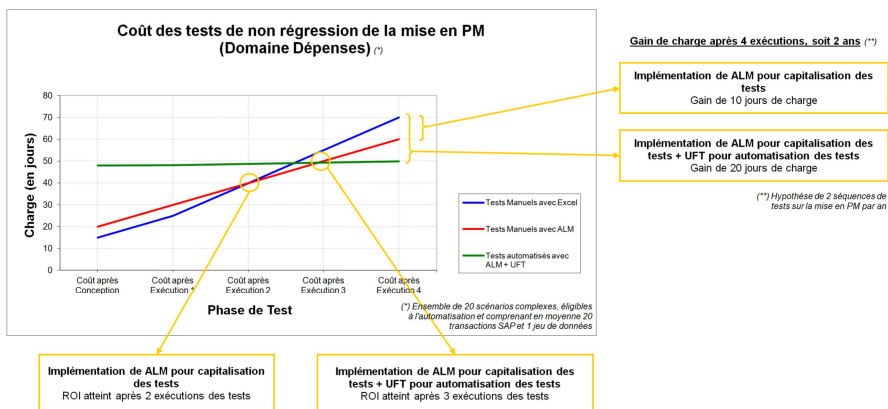 Coût des tests de non régression de la mise en PM
(Domaine Dépenses) (*)
Charge (en jours)
80
70
60
50
40
30
20
10
0
Coût après
Conception
Coût après
Exécution 1
Coût après
Exécution 2
Coût après
Exécution 3
Coût après
Exécution 4
Phase de Test
Tests Manuels avec Excel
Tests Manuels avec ALM
Tests automatisés avec
ALM + UFT
(*) Ensemble de 20 scénarios complexes, éligibles
à l'automatisation et comprenant en moyenne 20
transactions SAP et 1 jeu de données
Gain de charge après 4 exécutions, soit 2 ans (**)
Implémentation de ALM pour capitalisation des
tests
Gain de 10 jours de charge
Implémentation de ALM pour capitalisation des
tests + UFT pour automatisation des tests
Gain de 20 jours de charge
(**) Hypothèse de 2 séquences de
tests sur la mise en PM par an
Implémentation de ALM pour capitalisation
des tests
ROI atteint après 2 exécutions des tests
Implémentation de ALM pour capitalisation des
tests + UFT pour automatisation des tests
ROI atteint après 3 exécutions des tests